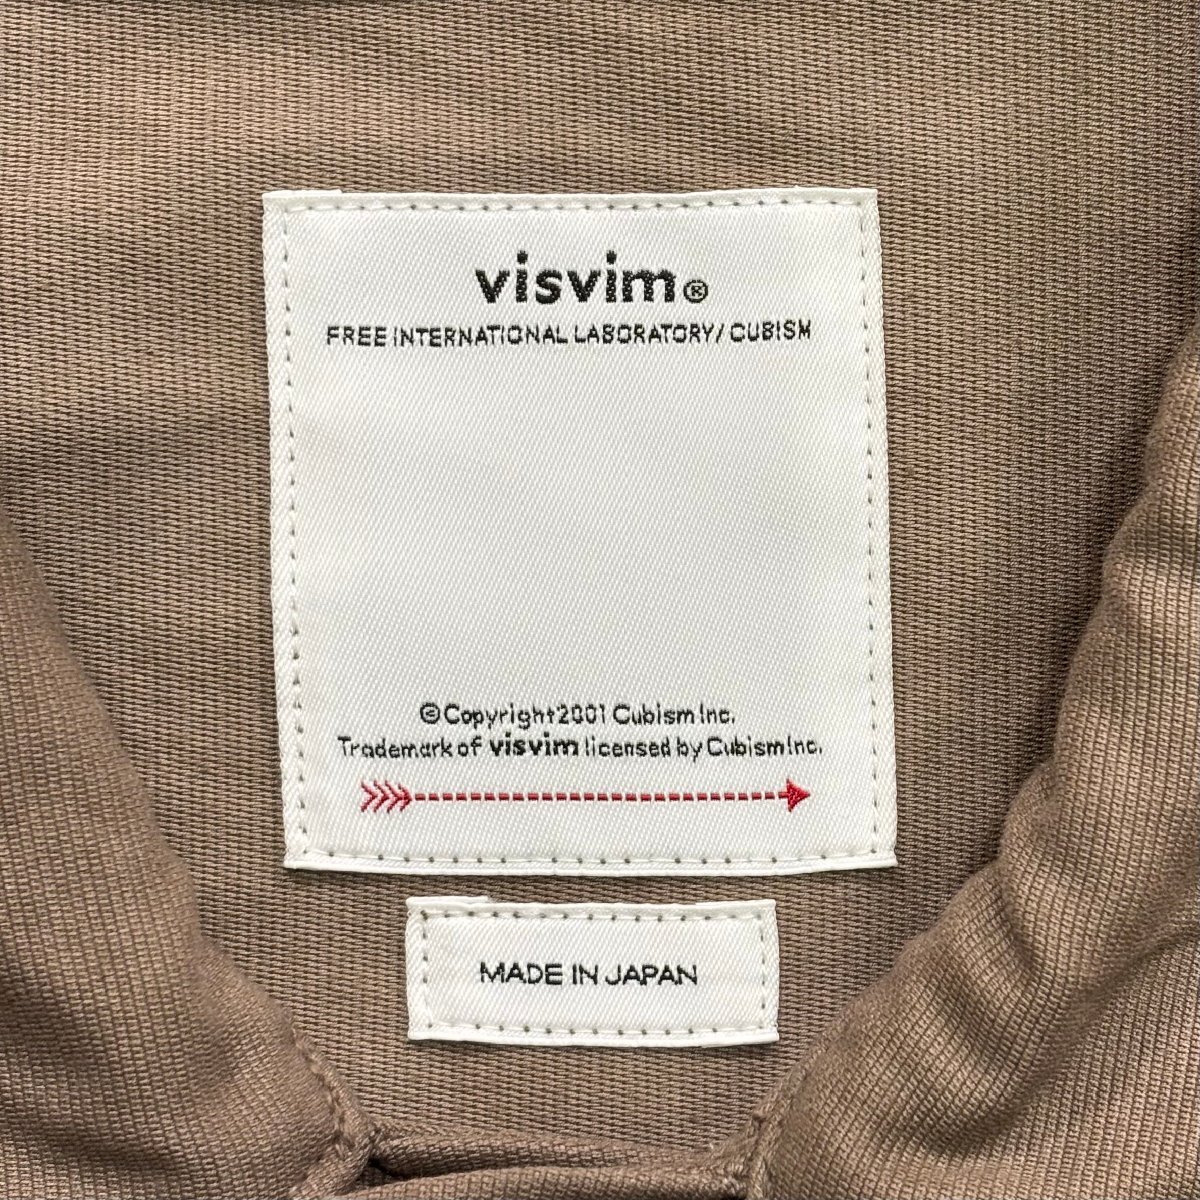 visvim®
FREE INTERNATIONAL LABORATORY/CUBISM
©Copyright2001 Cubism Inc.
Trademark of visvim licensed by Cubism Inc.
MADE IN JAPAN